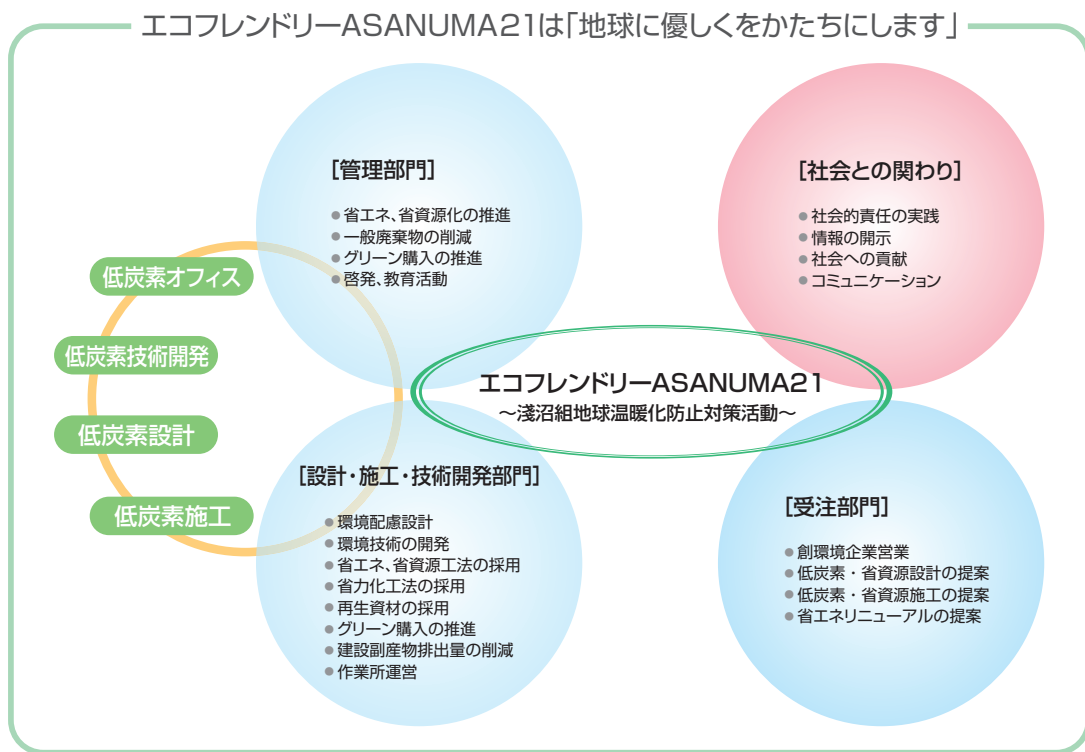 エコフレンドリーASANUMA21は「地球に優しくをかたちにします」
[管理部門]
●省エネ、省資源化の推進
●一般廃棄物の削減
●グリーン購入の推進
●啓発、教育活動
[社会との関わり]
●社会的責任の実践
●情報の開示
●社会への貢献
●コミュニケーション
低炭素オフィス
低炭素技術開発
低炭素設計
低炭素施工
エコフレンドリーASANUMA21
～淺沼組地球温暖化防止対策活動～
[設計・施工・技術開発部門]
●環境配慮設計
●環境技術の開発
●省エネ、省資源工法の採用
●省力化工法の採用
●再生資材の採用
●グリーン購入の推進
●建設副産物排出量の削減
●作業所運営
[受注部門]
●創環境企業営業
●低炭素・省資源設計の提案
●低炭素・省資源施工の提案
●省エネリニューアルの提案